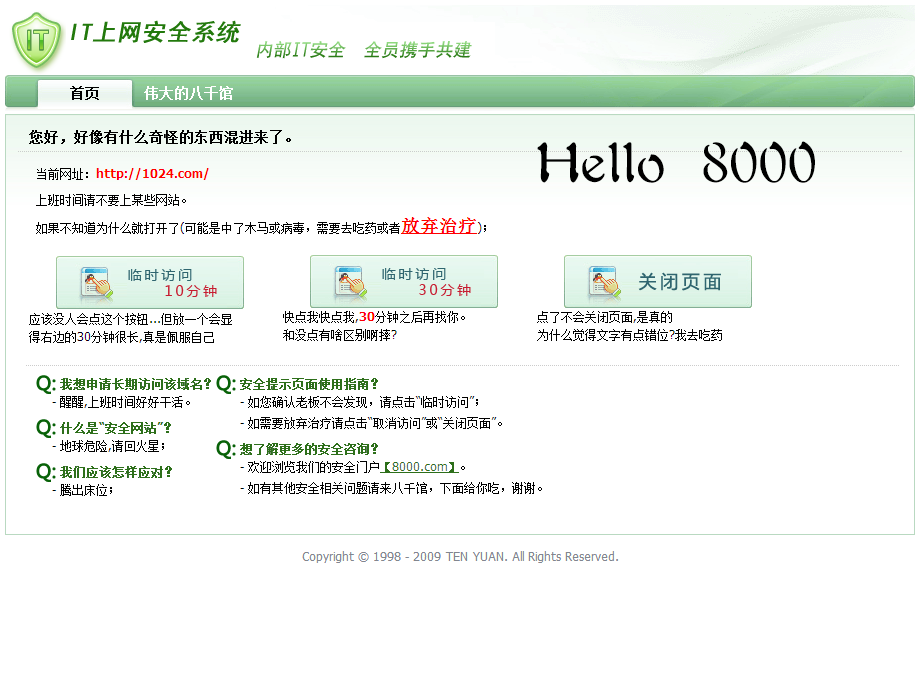 IT
IT上网安全系统
内部IT安全 全员携手共建
首页
伟大的八千馆
您好，好像有什么奇怪的东西混进来了。
Hello 8000
当前网址：http://1024.com/
上班时间请不要上某些网站。
如果不知道为什么就打开了(可能是中了木马或病毒，需要去吃药或者放弃治疗)；
临时访问
10分钟
临时访问
30分钟
关闭页面
应该没人会点这个按钮...但放一个会显
得右边的30分钟很长,真是佩服自己
快点我快点我,30分钟之后再找你。
和没点有啥区别啊摔?
点了不会关闭页面,是真的
为什么觉得文字有点错位?我去吃药
Q: 我想申请长期访问该域名？
- 醒醒,上班时间好好干活。
Q: 什么是“安全网站”？
- 地球危险,请回火星；
Q: 我们应该怎样应对？
- 腾出床位；
Q: 安全提示页面使用指南？
- 如您确认老板不会发现，请点击“临时访问”；
- 如需要放弃治疗请点击“取消访问”或“关闭页面”。
Q: 想了解更多的安全咨询？
- 欢迎浏览我们的安全门户【8000.com】。
- 如有其他安全相关问题请来八千馆，下面给你吃，谢谢。
Copyright © 1998 - 2009 TEN YUAN. All Rights Reserved.